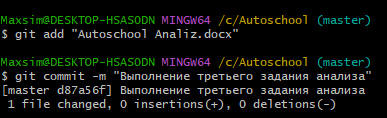 Maxsim@DESKTOP-HSASODN MINGW64 /c/Autoschool (master)
$ git add "Autoschool Analiz.docx"
Maxsim@DESKTOP-HSASODN MINGW64 /c/Autoschool (master)
$ git commit -m "Выполнение третьего задания анализа"
[master d87a56f] Выполнение третьего задания анализа
1 file changed, 0 insertions(+), 0 deletions(-)